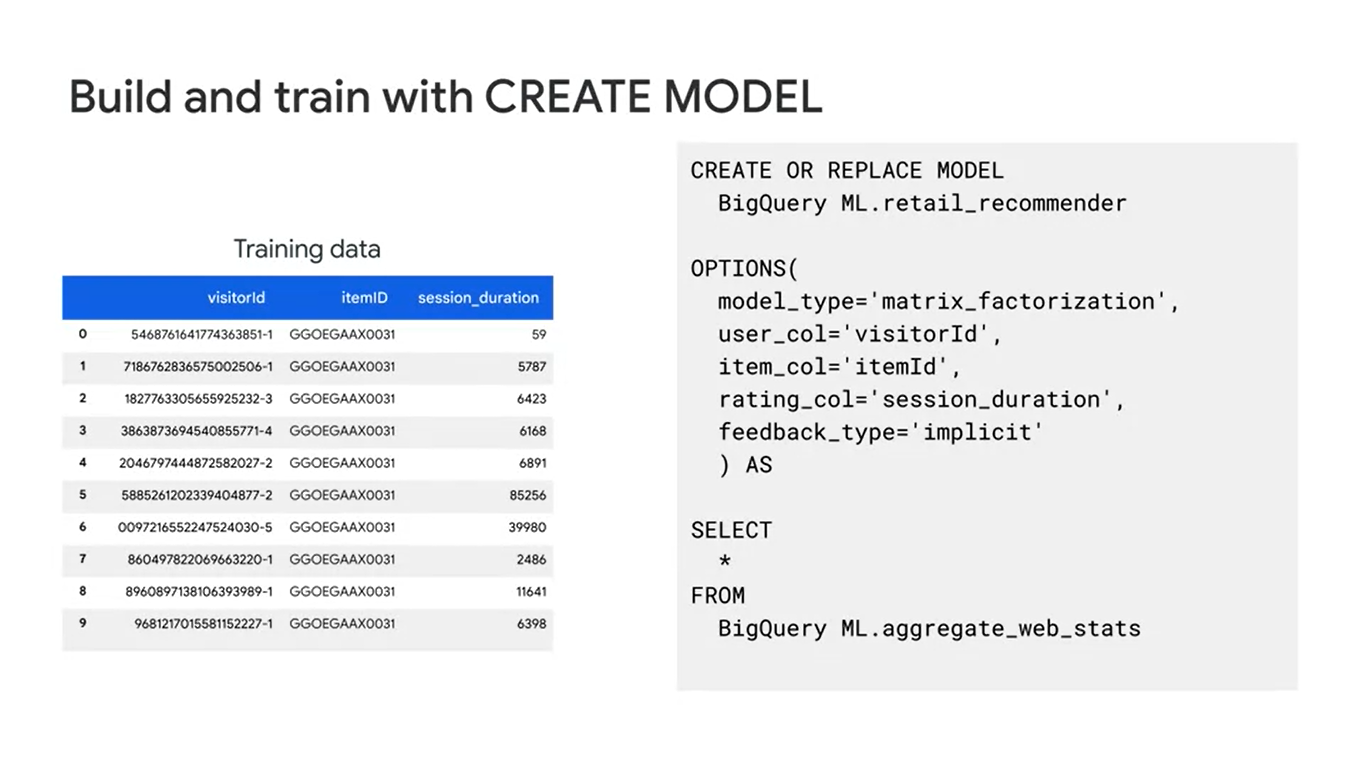 Build and train with CREATE MODEL
Training data
visitorId itemID session_duration
0 5468761641774363851-1 GGOEGAAX0031 59
1 7186762836575002506-1 GGOEGAAX0031 5787
2 1827763305655925232-3 GGOEGAAX0031 6423
3 3863873694540855771-4 GGOEGAAX0031 6168
4 2046797444872582027-2 GGOEGAAX0031 6891
5 5885261202339404877-2 GGOEGAAX0031 85256
6 0097216552247524030-5 GGOEGAAX0031 39980
7 860497822069663220-1 GGOEGAAX0031 2486
8 8960897138106393989-1 GGOEGAAX0031 11641
9 9681217015581152227-1 GGOEGAAX0031 6398
CREATE OR REPLACE MODEL
BigQuery ML.retail_recommender
OPTIONS(
model_type='matrix_factorization',
user_col='visitorId',
item_col='itemId',
rating_col='session_duration',
feedback_type='implicit'
) AS
SELECT
*
FROM
BigQuery ML.aggregate_web_stats